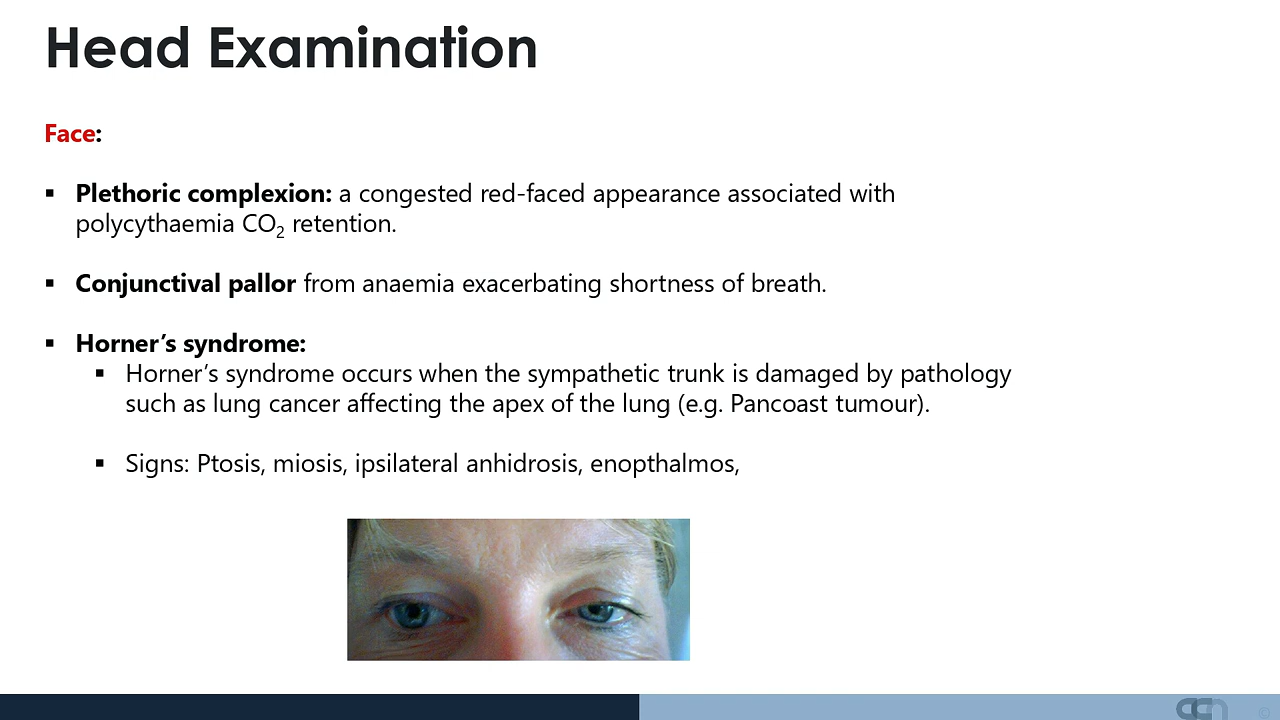 Head Examination
Face:
▪ Plethoric complexion: a congested red-faced appearance associated with
polycythaemia CO₂ retention.
▪ Conjunctival pallor from anaemia exacerbating shortness of breath.
▪ Horner’s syndrome:
▪ Horner’s syndrome occurs when the sympathetic trunk is damaged by pathology
such as lung cancer affecting the apex of the lung (e.g. Pancoast tumour).
▪ Signs: Ptosis, miosis, ipsilateral anhidrosis, enopthalmos,